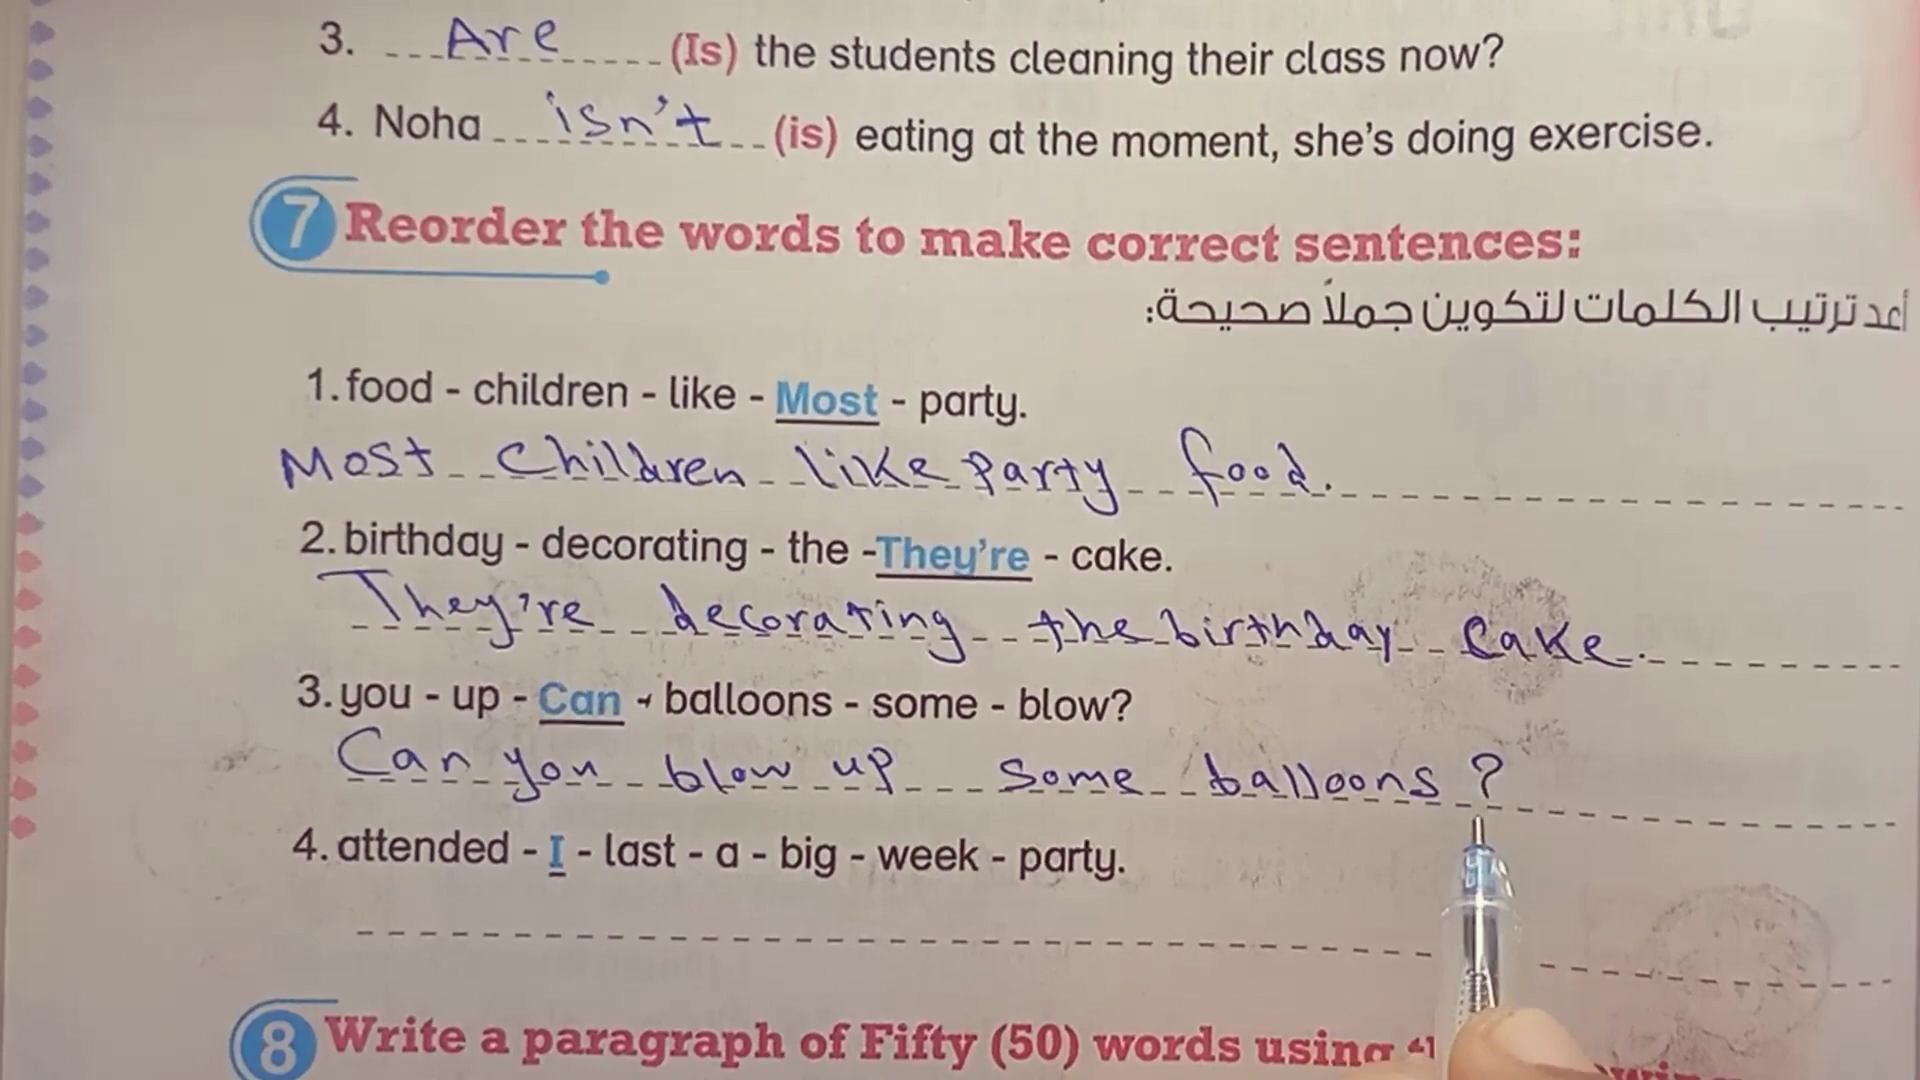 3. Are (Is) the students cleaning their class now?
4. Noha isn't (is) eating at the moment, she's doing exercise.
7 Reorder the words to make correct sentences:
أعد ترتيب الكلمات لتكوين جملاً صحيحة:
1. food - children - like - Most - party.
Most Children like party food.
2. birthday - decorating - the - They're - cake.
They're decorating the birthday cake.
3. you - up - Can - balloons - some - blow?
Can you blow up some balloons?
4. attended - I - last - a - big - week - party.
8 Write a paragraph of Fifty (50) words using